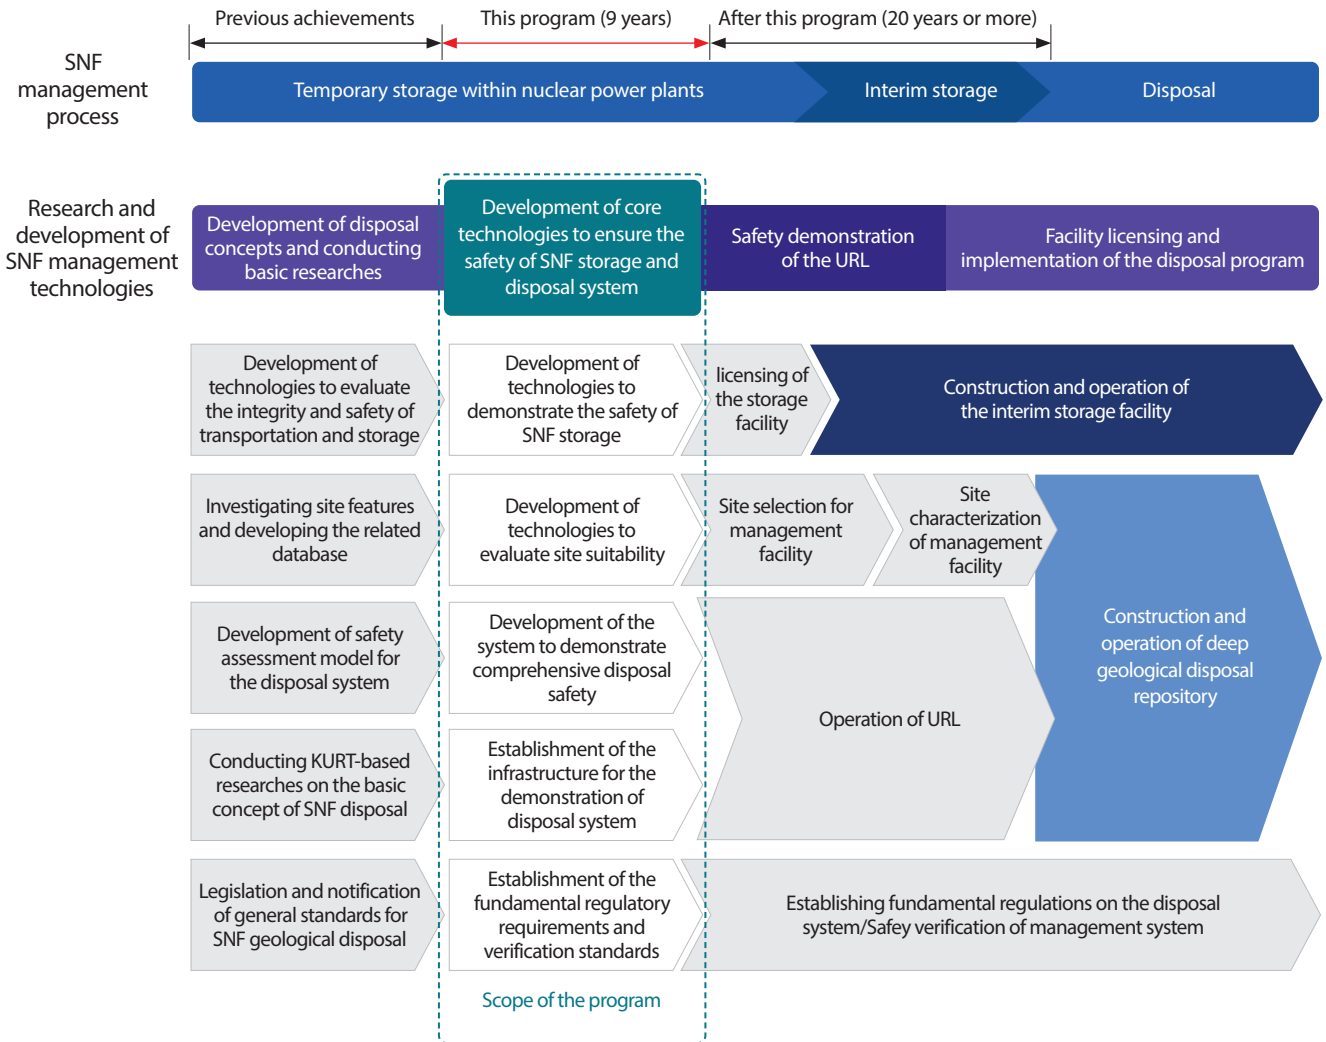 Previous achievements
This program (9 years)
After this program (20 years or more)
SNF
management
process
Temporary storage within nuclear power plants
Interim storage
Disposal
Research and
development of
SNF management
technologies
Development of disposal
concepts and conducting
basic researches
Development of core
technologies to ensure the
safety of SNF storage and
disposal system
Safety demonstration
of the URL
Facility licensing and
implementation of the disposal program
Development of
technologies to evaluate
the integrity and safety of
transportation and storage
Development of
technologies to
demonstrate the safety of
SNF storage
licensing of
the storage
facility
Construction and operation of
the interim storage facility
Investigating site features
and developing the related
database
Development of
technologies to
evaluate site suitability
Site selection for
management
facility
Site
characterization
of management
facility
Development of safety
assessment model for
the disposal system
Development of the
system to demonstrate
comprehensive disposal
safety
Operation of URL
Construction and
operation of deep
geological disposal
repository
Conducting KURT-based
researches on the basic
concept of SNF disposal
Establishment of the
infrastructure for the
demonstration of
disposal system
Legislation and notification
of general standards for
SNF geological disposal
Establishment of the
fundamental regulatory
requirements and
verification standards
Establishing fundamental regulations on the disposal
system/Safey verification of management system
Scope of the program